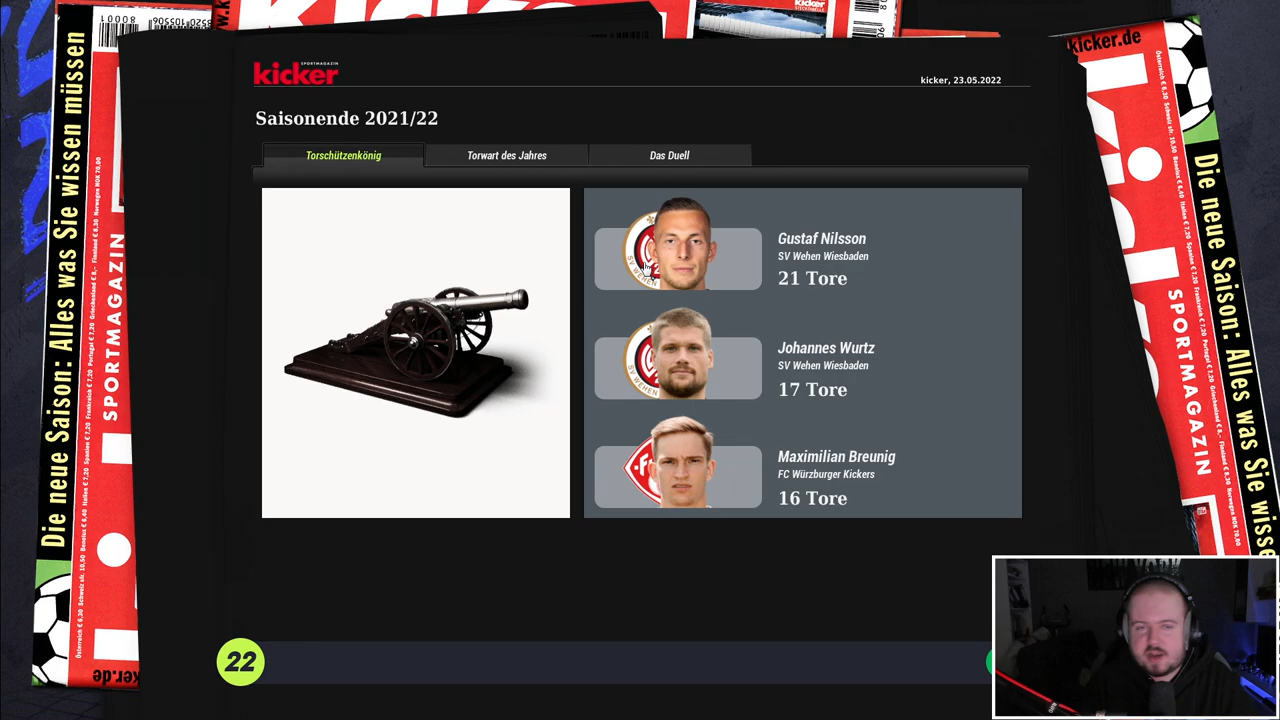 kicker
SPORTMAGAZIN
kicker, 23.05.2022
Saisonende 2021/22
Torschützenkönig
Torwart des Jahres
Das Duell
Gustaf Nilsson
SV Wehen Wiesbaden
21 Tore
Johannes Wurtz
SV Wehen Wiesbaden
17 Tore
Maximilian Breunig
FC Würzburger Kickers
16 Tore
22
Die neue Saison: Alles was Sie wissen müssen
SPORTMAGAZIN
kicker.de
SPORTMAGAZIN
Die neue Saison: Alles was Sie wisse